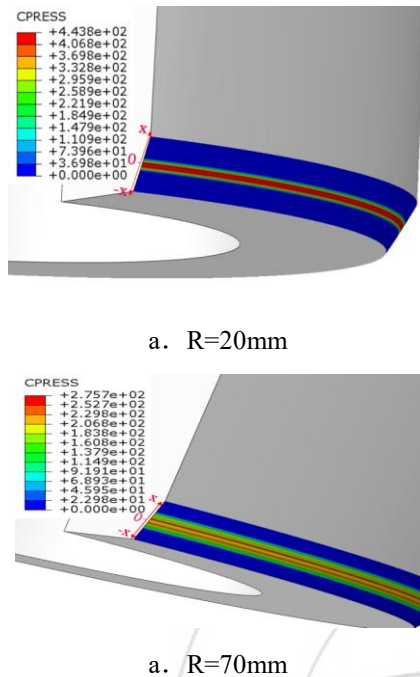 CPRESS
+4.438e+02
+4.068e+02
+3.698e+02
+3.328e+02
+2.959e+02
+2.589e+02
+2.219e+02
+1.849e+02
+1.479e+02
+1.109e+02
+7.396e+01
+3.698e+01
+0.000e+00
x
0
-x
a．R=20mm
CPRESS
+2.757e+02
+2.527e+02
+2.298e+02
+2.068e+02
+1.838e+02
+1.608e+02
+1.379e+02
+1.149e+02
+9.191e+01
+6.893e+01
+4.595e+01
+2.298e+01
+0.000e+00
x
0
-x
a．R=70mm